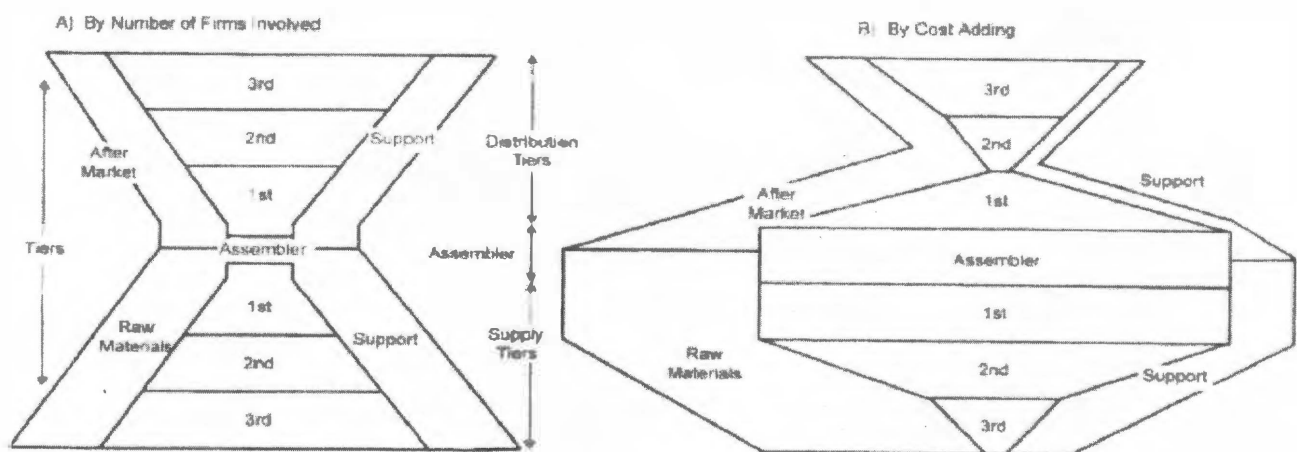 A) By Number of Firms Involved
3rd
2nd
Support
After
Market
1st
Tiers
Assembler
1st
Raw
Materials
Support
2nd
3rd
Distribution
Tiers
Assembler
Supply
Tiers
B) By Cost Adding
3rd
2nd
Support
After
Market
1st
Assembler
1st
Raw
Materials
2nd
Support
3rd